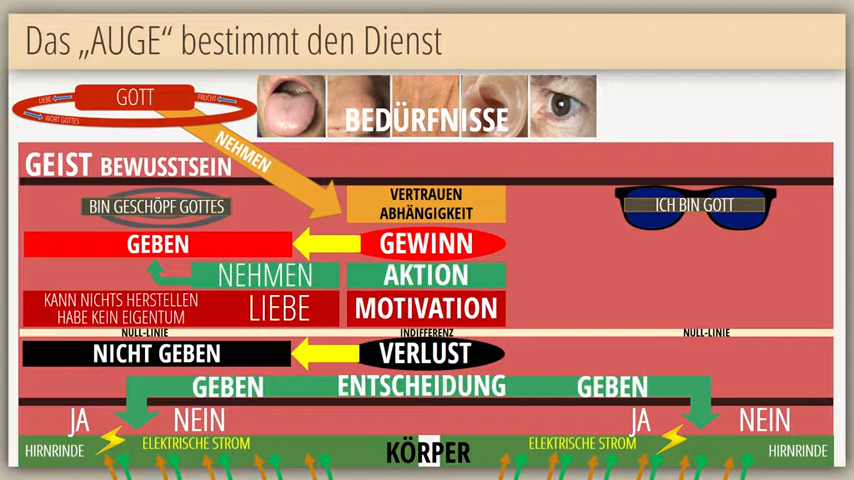 Das „AUGE“ bestimmt den Dienst
GOTT
LIEBE
FRUCHT
WORT GOTTES
BEDÜRFNISSE
NEHMEN
GEIST BEWUSSTSEIN
BIN GESCHÖPF GOTTES
VERTRAUEN
ABHÄNGIGKEIT
ICH BIN GOTT
GEBEN
GEWINN
NEHMEN
AKTION
KANN NICHTS HERSTELLEN
HABE KEIN EIGENTUM
LIEBE
MOTIVATION
NULL-LINIE
INDIFFERENZ
NULL-LINIE
NICHT GEBEN
VERLUST
GEBEN
ENTSCHEIDUNG
GEBEN
JA
NEIN
JA
NEIN
HIRNRINDE
ELEKTRISCHE STROM
KÖRPER
ELEKTRISCHE STROM
HIRNRINDE